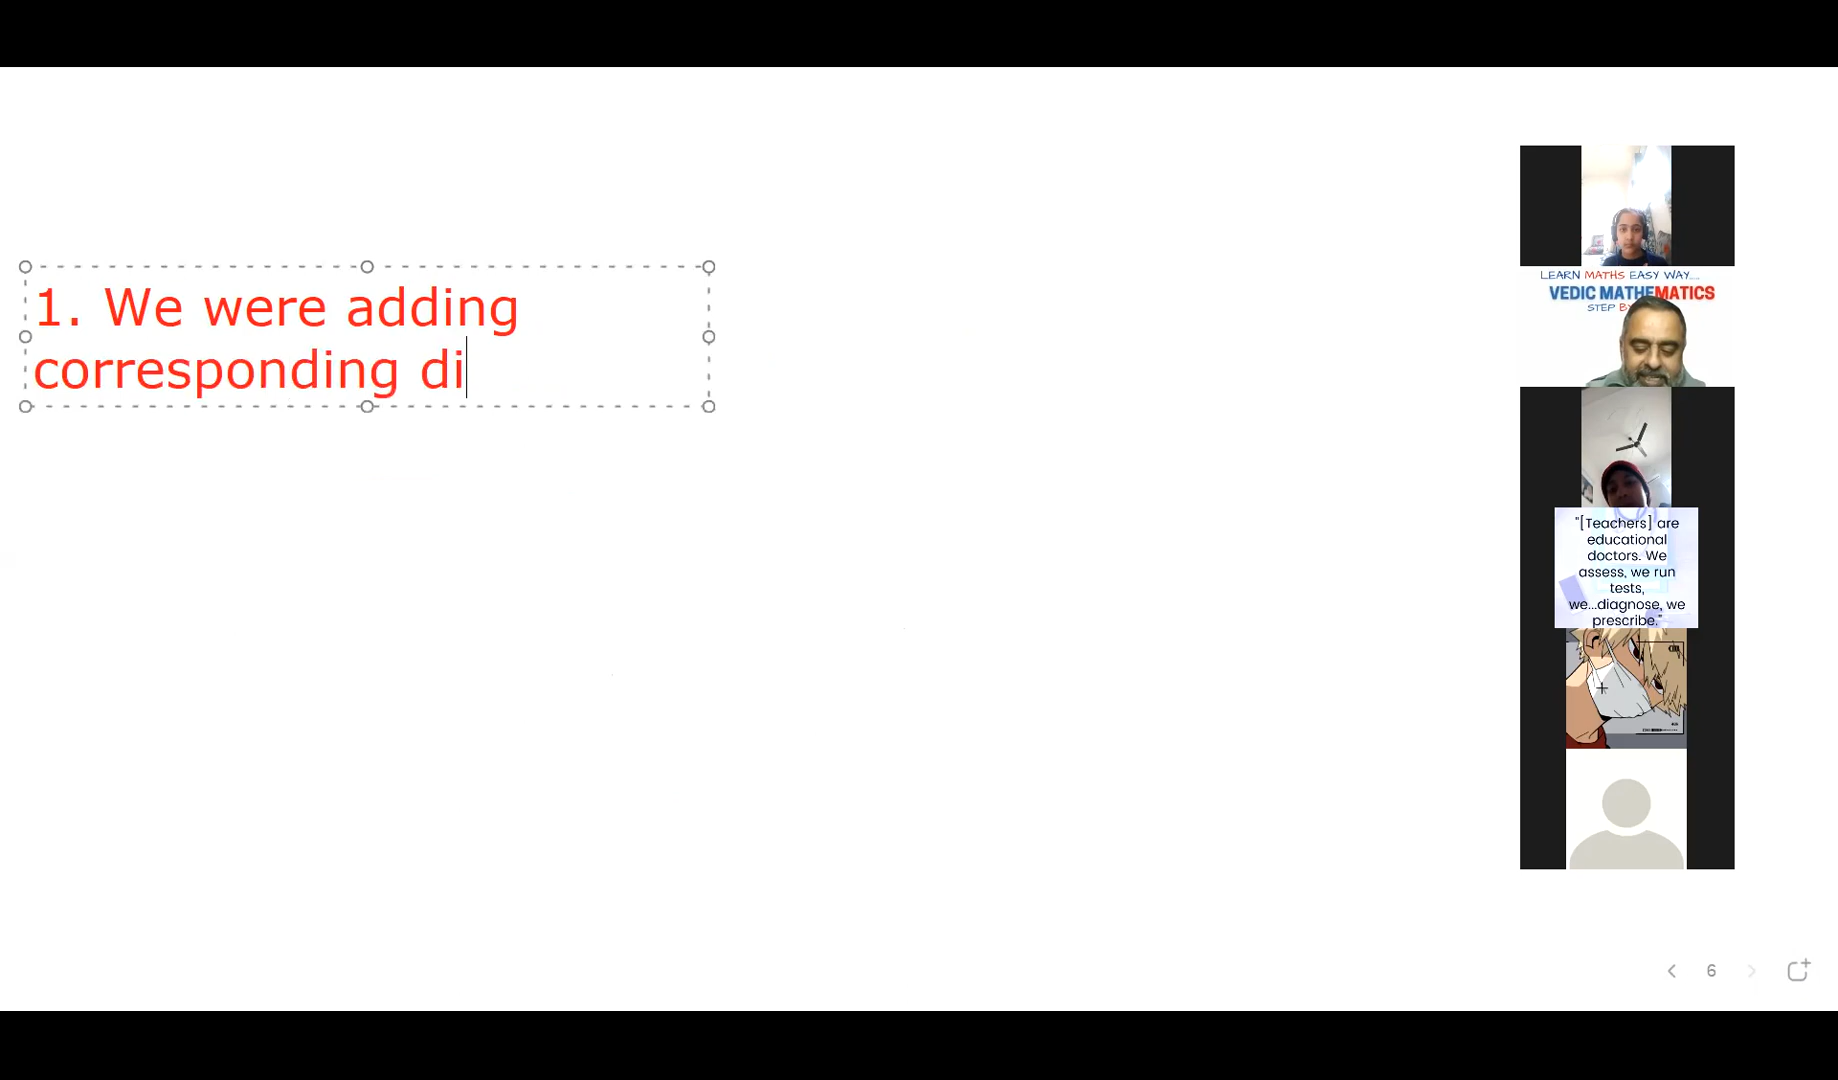 1. We were adding
corresponding di
LEARN MATHS EASY WAY....
VEDIC MATHEMATICS
STEP
"[Teachers] are
educational
doctors. We
assess, we run
tests,
we...diagnose, we
prescribe."
6